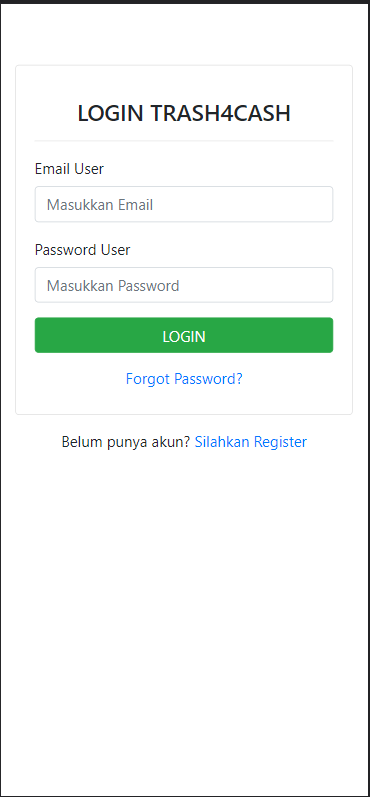 LOGIN TRASH4CASH
Email User
Masukkan Email
Password User
Masukkan Password
LOGIN
Forgot Password?
Belum punya akun? Silahkan Register